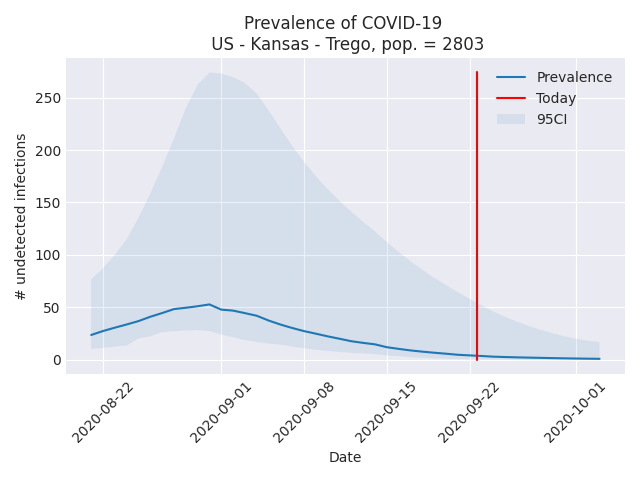 Prevalence of COVID-19
US - Kansas - Trego, pop. = 2803
Prevalence
Today
95CI
# undetected infections
250
200
150
100
50
0
2020-08-22
2020-09-01
2020-09-08
2020-09-15
2020-09-22
2020-10-01
Date